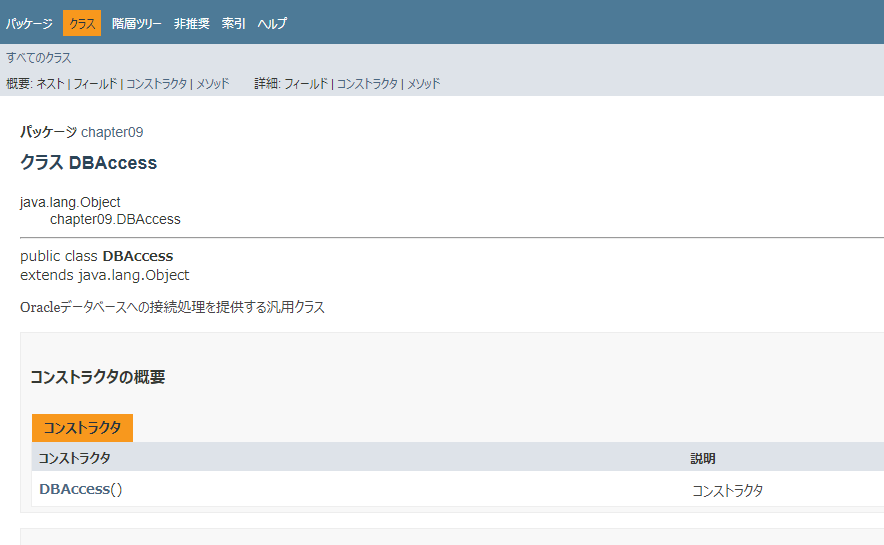 パッケージ クラス 階層ツリー 非推奨 索引 ヘルプ
すべてのクラス
概要: ネスト | フィールド | コンストラクタ | メソッド 詳細: フィールド | コンストラクタ | メソッド
パッケージ chapter09
クラス DBAccess
java.lang.Object
chapter09.DBAccess
public class DBAccess
extends java.lang.Object
Oracleデータベースへの接続処理を提供する汎用クラス
コンストラクタの概要
コンストラクタ
コンストラクタ 説明
DBAccess() コンストラクタ